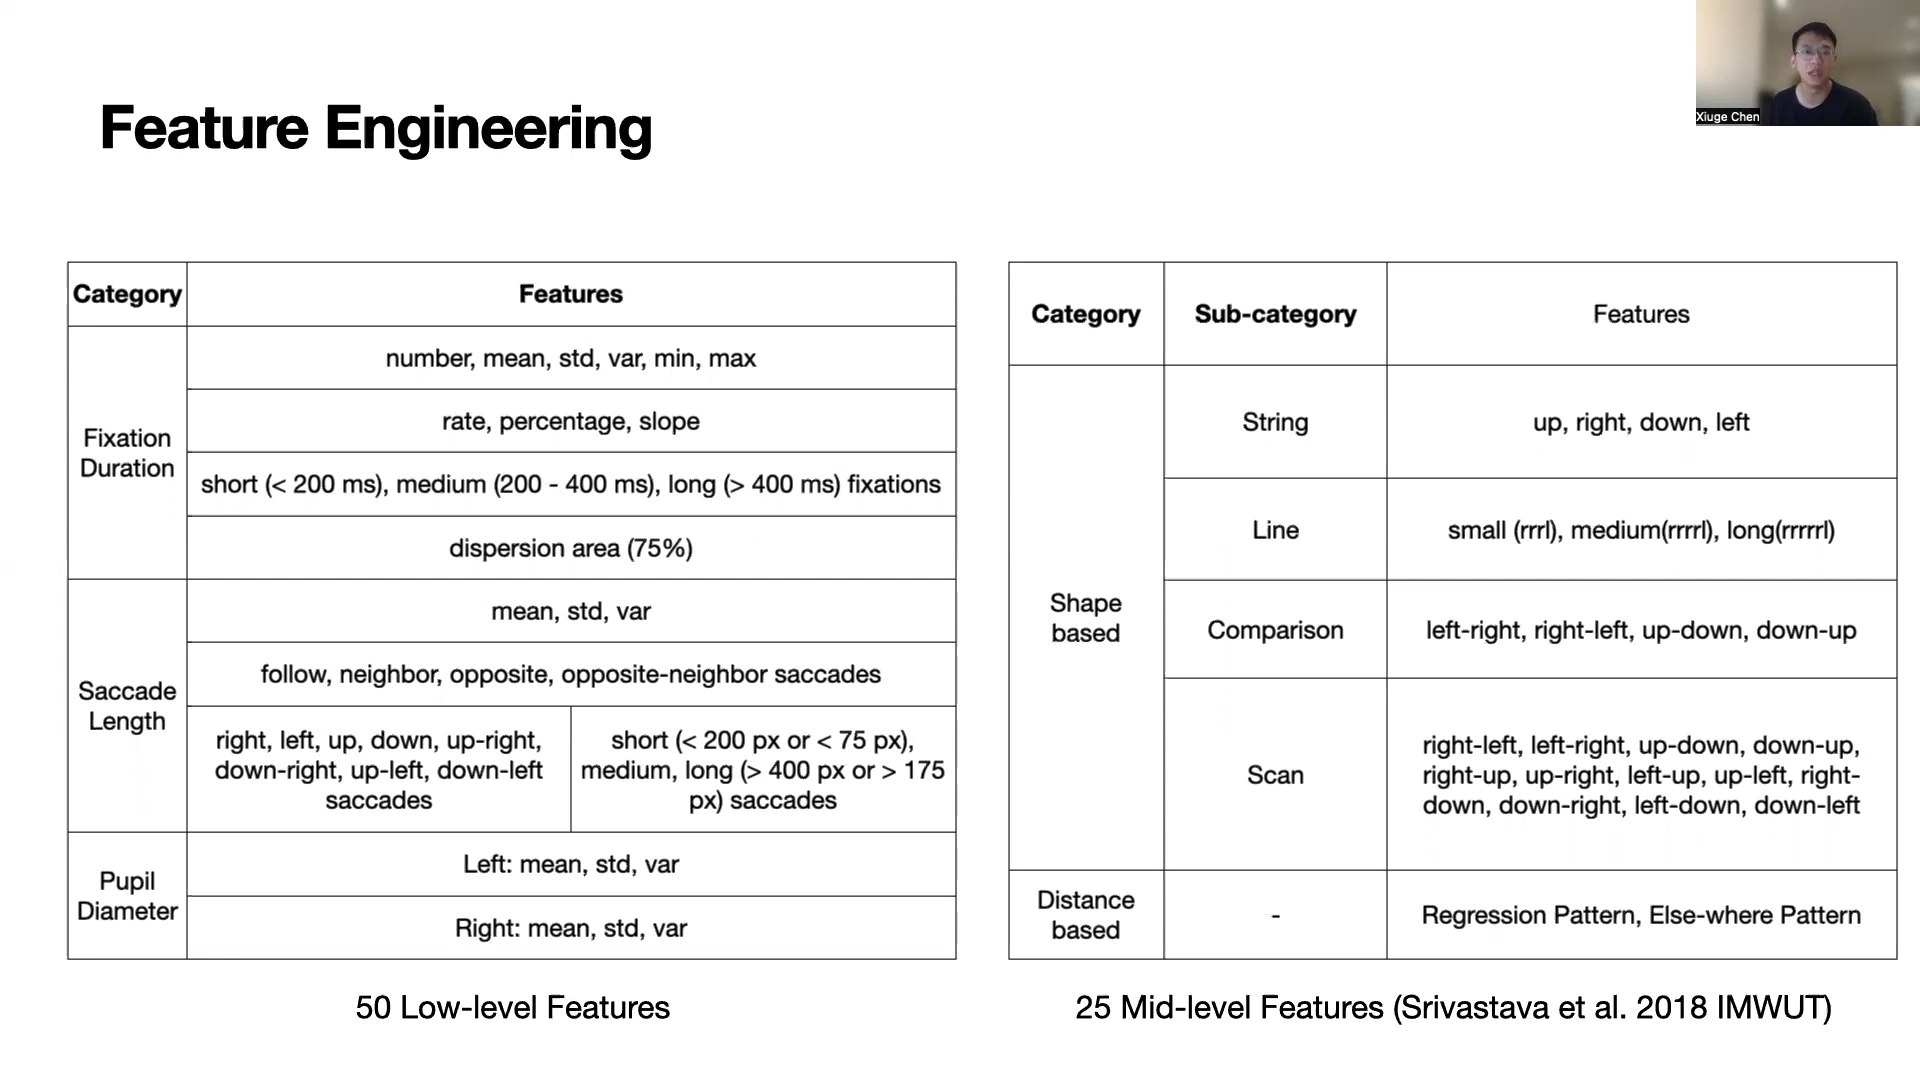 Xiuge Chen
Feature Engineering
Category
Features
Fixation
Duration
number, mean, std, var, min, max
rate, percentage, slope
short (< 200 ms), medium (200 - 400 ms), long (> 400 ms) fixations
dispersion area (75%)
Saccade
Length
mean, std, var
follow, neighbor, opposite, opposite-neighbor saccades
right, left, up, down, up-right,
down-right, up-left, down-left
saccades
short (< 200 px or < 75 px),
medium, long (> 400 px or > 175
px) saccades
Pupil
Diameter
Left: mean, std, var
Right: mean, std, var
50 Low-level Features
Category
Sub-category
Features
Shape
based
String
up, right, down, left
Line
small (rrrl), medium(rrrrl), long(rrrrrl)
Comparison
left-right, right-left, up-down, down-up
Scan
right-left, left-right, up-down, down-up,
right-up, up-right, left-up, up-left, right-
down, down-right, left-down, down-left
Distance
based
-
Regression Pattern, Else-where Pattern
25 Mid-level Features (Srivastava et al. 2018 IMWUT)